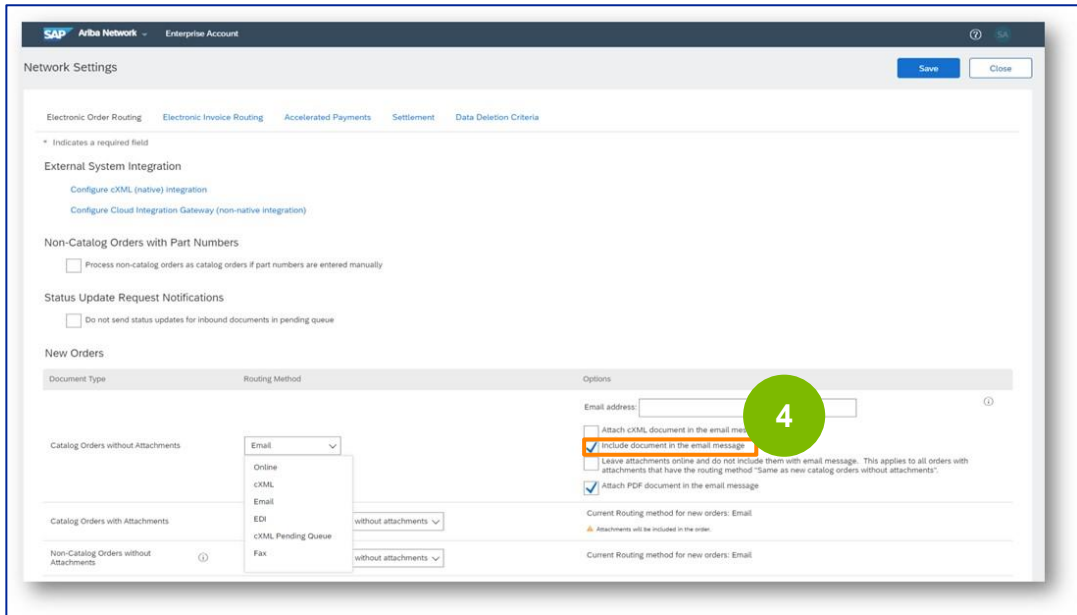 SAP Ariba Network Enterprise Account SA
Network Settings Save Close
Electronic Order Routing Electronic Invoice Routing Accelerated Payments Settlement Data Deletion Criteria
* Indicates a required field
External System Integration
Configure cXML (native) integration
Configure Cloud Integration Gateway (non-native integration)
Non-Catalog Orders with Part Numbers
Process non-catalog orders as catalog orders if part numbers are entered manually
Status Update Request Notifications
Do not send status updates for inbound documents in pending queue
New Orders
Document Type Routing Method Options
Email address:
4
Attach cXML document in the email
Catalog Orders without Attachments Email Include document in the email message
Leave attachments online and do not include them with email message. This applies to all orders with
attachments that have the routing method "Same as new catalog orders without attachments".
Attach PDF document in the email message
Online
cXML
Email
EDI
cXML Pending Queue
Fax
Catalog Orders with Attachments without attachments Current Routing method for new orders: Email
Attachments will be included in the order.
Non-Catalog Orders without
Attachments without attachments Current Routing method for new orders: Email